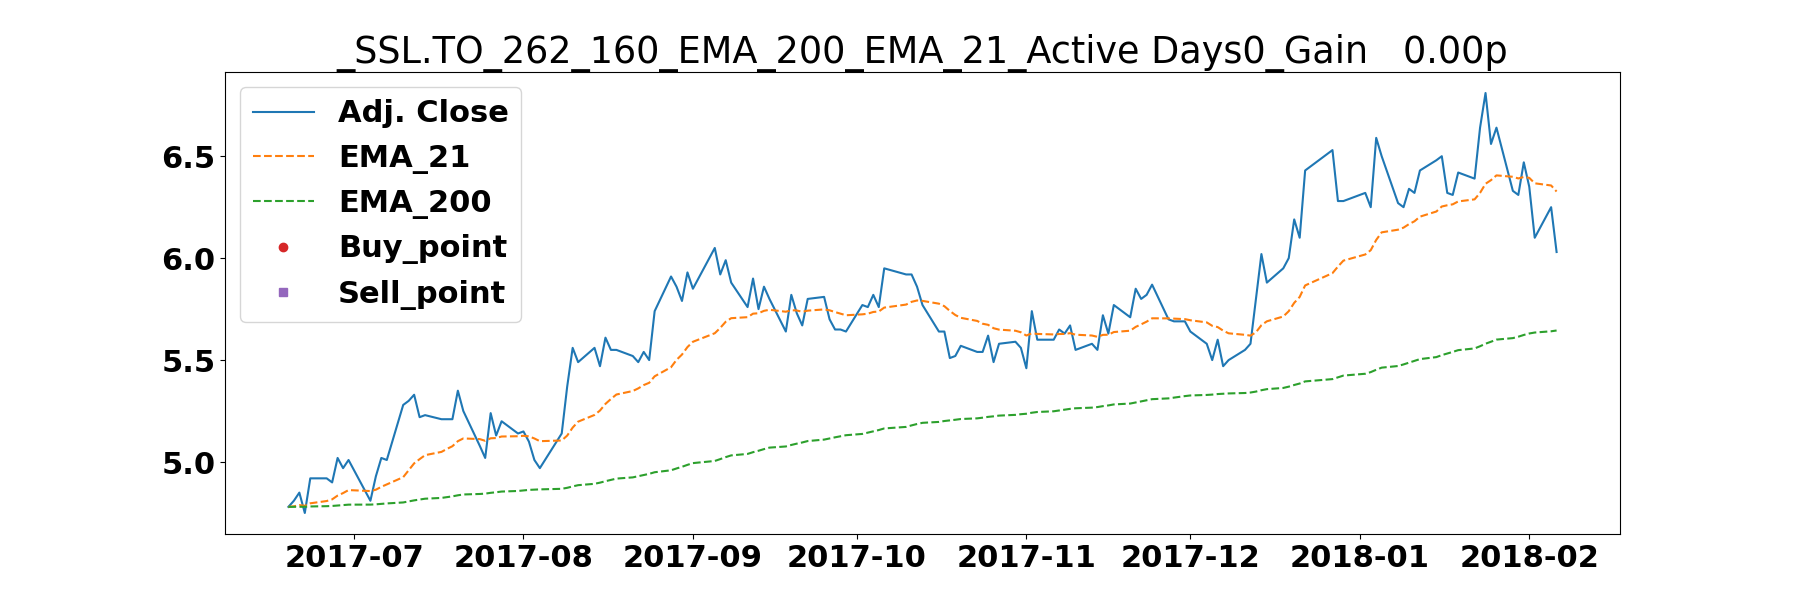 _SSL.TO_262_160_EMA_200_EMA_21_Active Days0_Gain   0.00p
Adj. Close
EMA_21
EMA_200
Buy_point
Sell_point
6.5
6.0
5.5
5.0
2017-07 2017-08 2017-09 2017-10 2017-11 2017-12 2018-01 2018-02